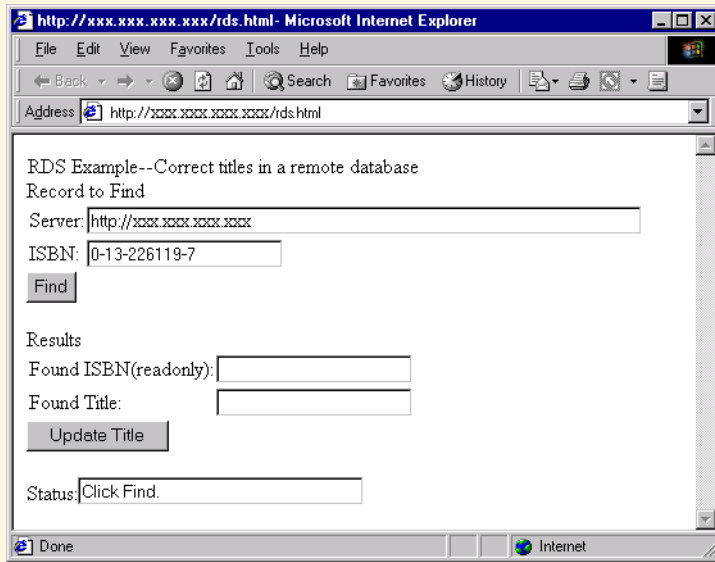 http://xxx.xxx.xxx.xxx/rds.html- Microsoft Internet Explorer
File Edit View Favorites Tools Help
Back Search Favorites History
Address http://xxx.xxx.xxx.xxx/rds.html
RDS Example--Correct titles in a remote database
Record to Find
Server: http://xxx.xxx.xxx.xxx
ISBN: 0-13-226119-7
Find
Results
Found ISBN(readonly):
Found Title:
Update Title
Status: Click Find.
Done Internet